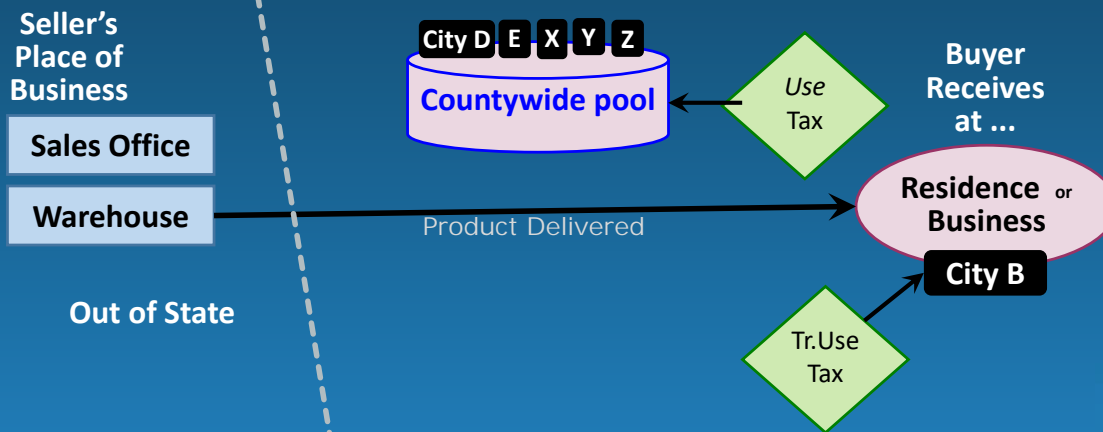 Seller’s
Place of
Business
Sales Office
Warehouse
Out of State
City D E X Y Z
Countywide pool
Use
Tax
Product Delivered
Buyer
Receives
at ...
Residence or
Business
City B
Tr.Use
Tax